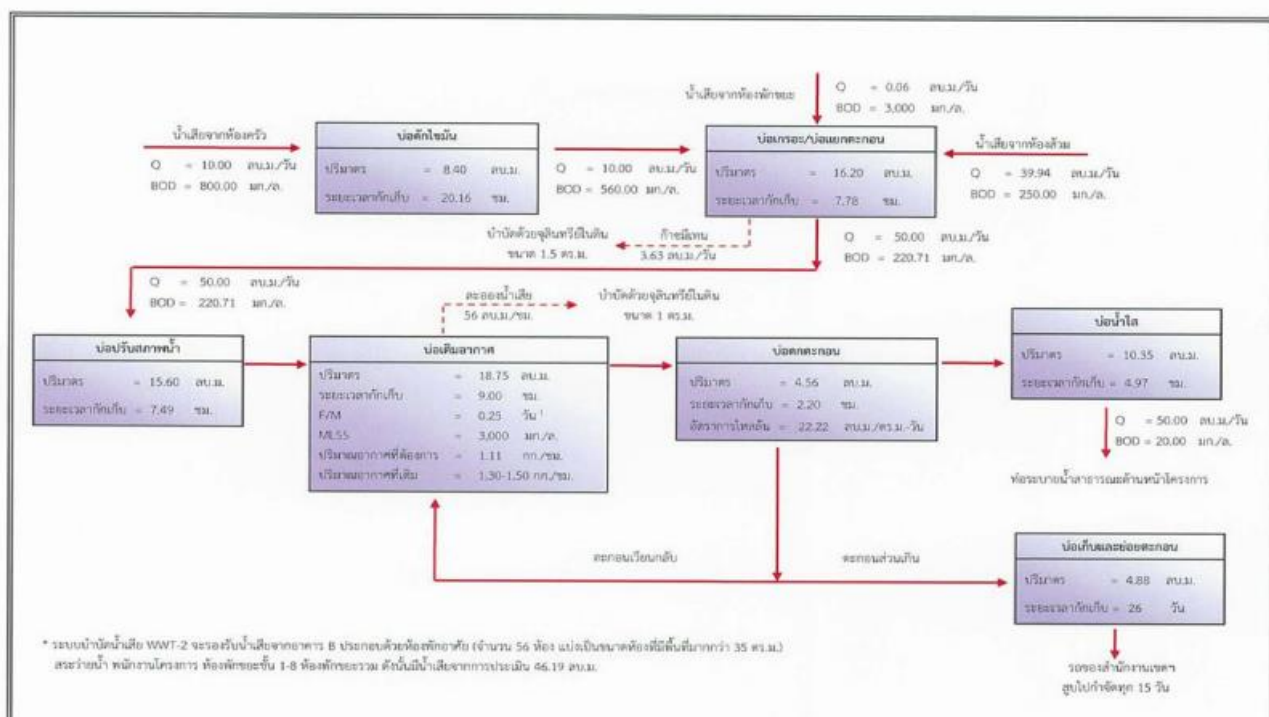 น้ำเสียจากห้องพักขยะ
Q = 0.06 ลบ.ม./วัน
BOD = 3,000 มก./ล.
น้ำเสียจากห้องครัว
Q = 10.00 ลบ.ม./วัน
BOD = 800.00 มก./ล.
บ่อดักไขมัน
ปริมาตร = 8.40 ลบ.ม.
ระยะเวลากักเก็บ = 20.16 ชม.
Q = 10.00 ลบ.ม./วัน
BOD = 560.00 มก./ล.
บ่อเกรอะ/บ่อแยกตะกอน
ปริมาตร = 16.20 ลบ.ม.
ระยะเวลากักเก็บ = 7.78 ชม.
น้ำเสียจากห้องส้วม
Q = 39.94 ลบ.ม./วัน
BOD = 250.00 มก./ล.
บำบัดด้วยจุลินทรีย์ในดิน
ขนาด 1.5 ตร.ม.
ก๊าซมีเทน
3.63 ลบ.ม./วัน
Q = 50.00 ลบ.ม./วัน
BOD = 220.71 มก./ล.
Q = 50.00 ลบ.ม./วัน
BOD = 220.71 มก./ล.
ละอองน้ำเสีย
56 ลบ.ม./ชม.
บำบัดด้วยจุลินทรีย์ในดิน
ขนาด 1 ตร.ม.
บ่อปรับสภาพน้ำ
ปริมาตร = 15.60 ลบ.ม.
ระยะเวลากักเก็บ = 7.49 ชม.
บ่อเติมอากาศ
ปริมาตร = 18.75 ลบ.ม.
ระยะเวลากักเก็บ = 9.00 ชม.
F/M = 0.25 วัน⁻¹
MLSS = 3,000 มก./ล.
ปริมาณอากาศที่ต้องการ = 1.11 กก./ชม.
ปริมาณอากาศที่เติม = 1.30-1.50 กก./ชม.
บ่อตกตะกอน
ปริมาตร = 4.56 ลบ.ม.
ระยะเวลากักเก็บ = 2.20 ชม.
อัตราการไหลล้น = 22.22 ลบ.ม./ตร.ม.-วัน
บ่อน้ำใส
ปริมาตร = 10.35 ลบ.ม.
ระยะเวลากักเก็บ = 4.97 ชม.
Q = 50.00 ลบ.ม./วัน
BOD = 20.00 มก./ล.
ท่อระบายน้ำสาธารณะด้านหน้าโครงการ
ตะกอนเวียนกลับ
ตะกอนส่วนเกิน
บ่อเก็บและย่อยตะกอน
ปริมาตร = 4.88 ลบ.ม.
ระยะเวลากักเก็บ = 26 วัน
รถของสำนักงานเขตฯ
สูบไปกำจัดทุก 15 วัน
* ระบบบำบัดน้ำเสีย WWT-2 จะรองรับน้ำเสียจากอาคาร B ประกอบด้วยห้องพักอาศัย (จำนวน 56 ห้อง แบ่งเป็นขนาดห้องที่มีพื้นที่มากกว่า 35 ตร.ม.)
สระว่ายน้ำ พนักงานโครงการ ห้องพักขยะชั้น 1-8 ห้องพักขยะรวม ดังนั้นมีน้ำเสียจากการประเมิน 46.19 ลบ.ม.